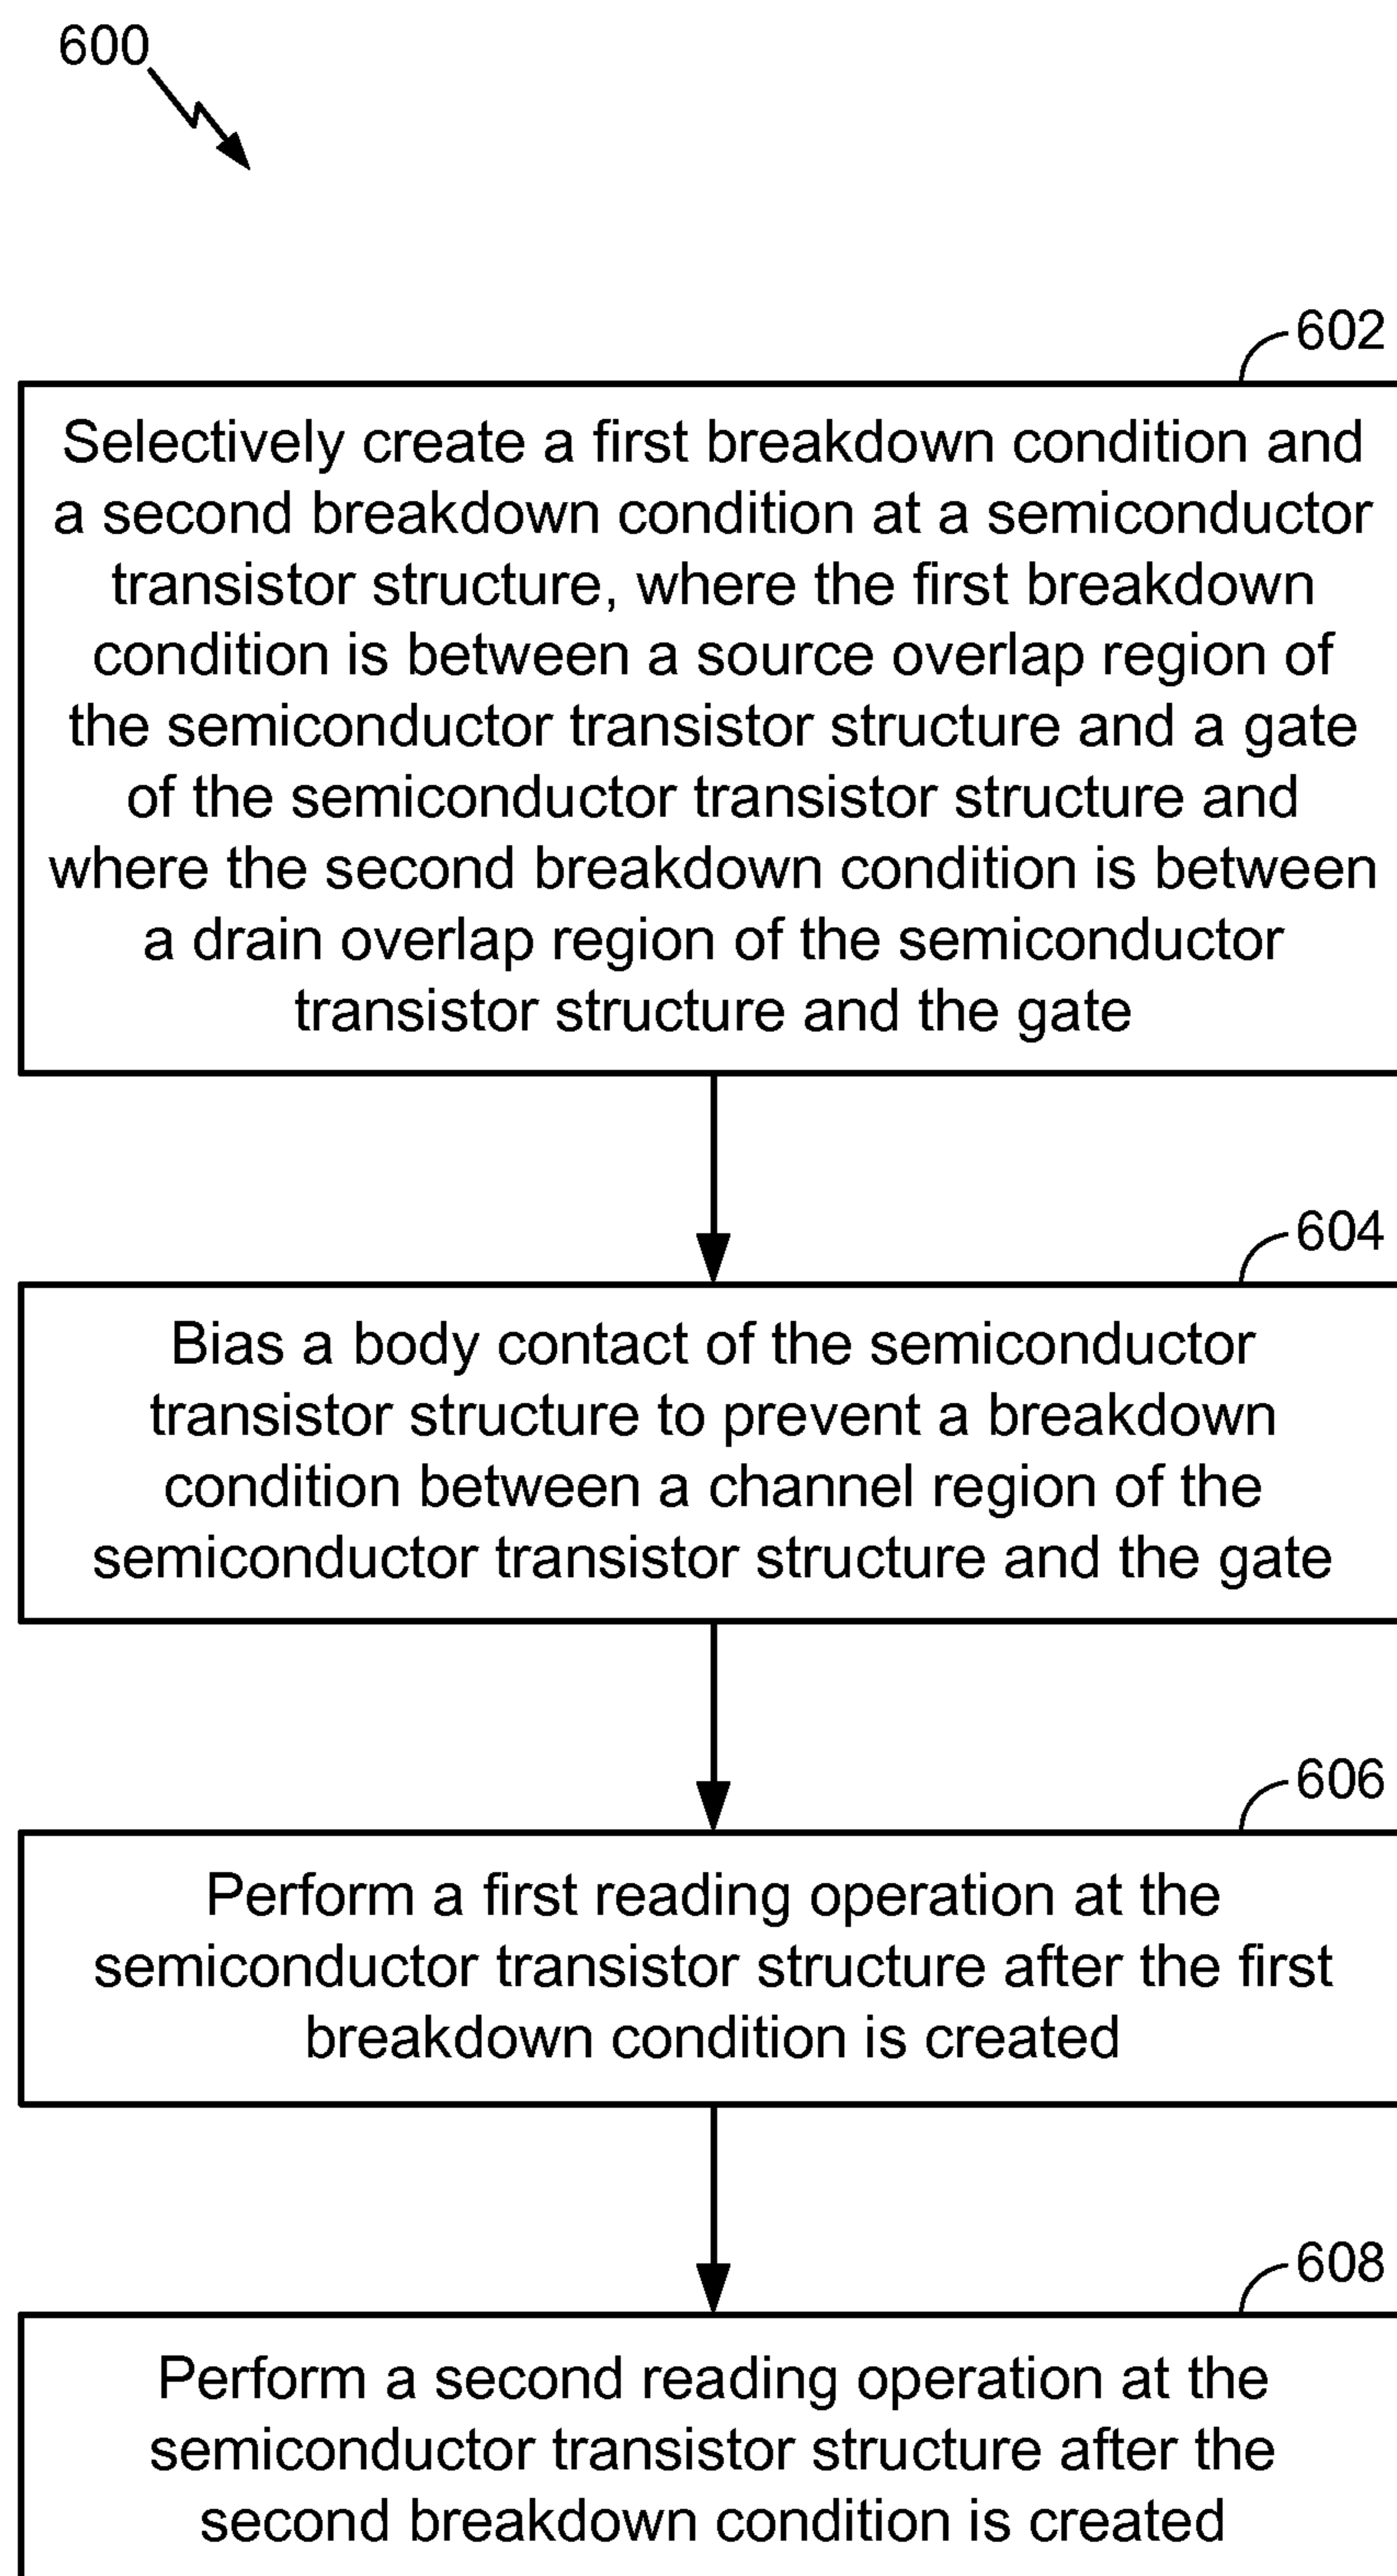 600
602
Selectively create a first breakdown condition and
a second breakdown condition at a semiconductor
transistor structure, where the first breakdown
condition is between a source overlap region of
the semiconductor transistor structure and a gate
of the semiconductor transistor structure and
where the second breakdown condition is between
a drain overlap region of the semiconductor
transistor structure and the gate
604
Bias a body contact of the semiconductor
transistor structure to prevent a breakdown
condition between a channel region of the
semiconductor transistor structure and the gate
606
Perform a first reading operation at the
semiconductor transistor structure after the first
breakdown condition is created
608
Perform a second reading operation at the
semiconductor transistor structure after the
second breakdown condition is created